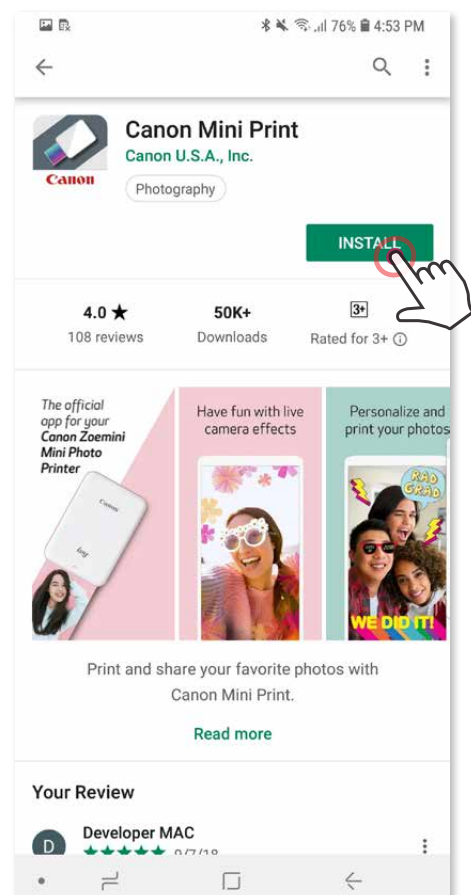 76% 4:53 PM
Canon Mini Print
Canon U.S.A., Inc.
Canon
Photography
INSTALL
4.0 ★
108 reviews
50K+
Downloads
3+
Rated for 3+
The official
app for your
Canon Zoemini
Mini Photo
Printer
Canon
Have fun with live
camera effects
Personalize and
print your photos
RAD
GRAD
WE DID IT!
Print and share your favorite photos with
Canon Mini Print.
Read more
Your Review
D
Developer MAC
★★★★★ 9/7/18